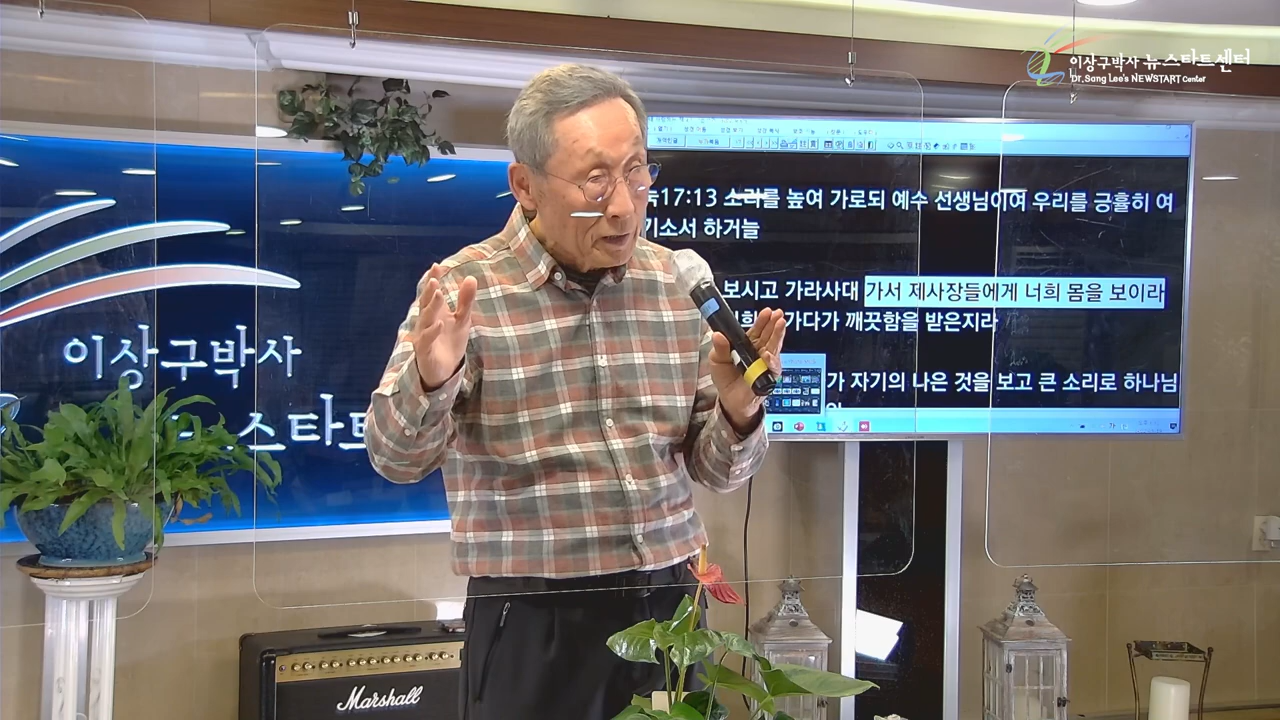 이상구박사 뉴스타트센터
Dr.Sang Lee's NEWSTART Center
눅17:13 소리를 높여 가로되 예수 선생님이여 우리를 긍휼히 여
기소서 하거늘
보시고 가라사대 가서 제사장들에게 너희 몸을 보이라
가다가 깨끗함을 받은지라
가 자기의 나은 것을 보고 큰 소리로 하나님
이상구박사
스타트
Marshall